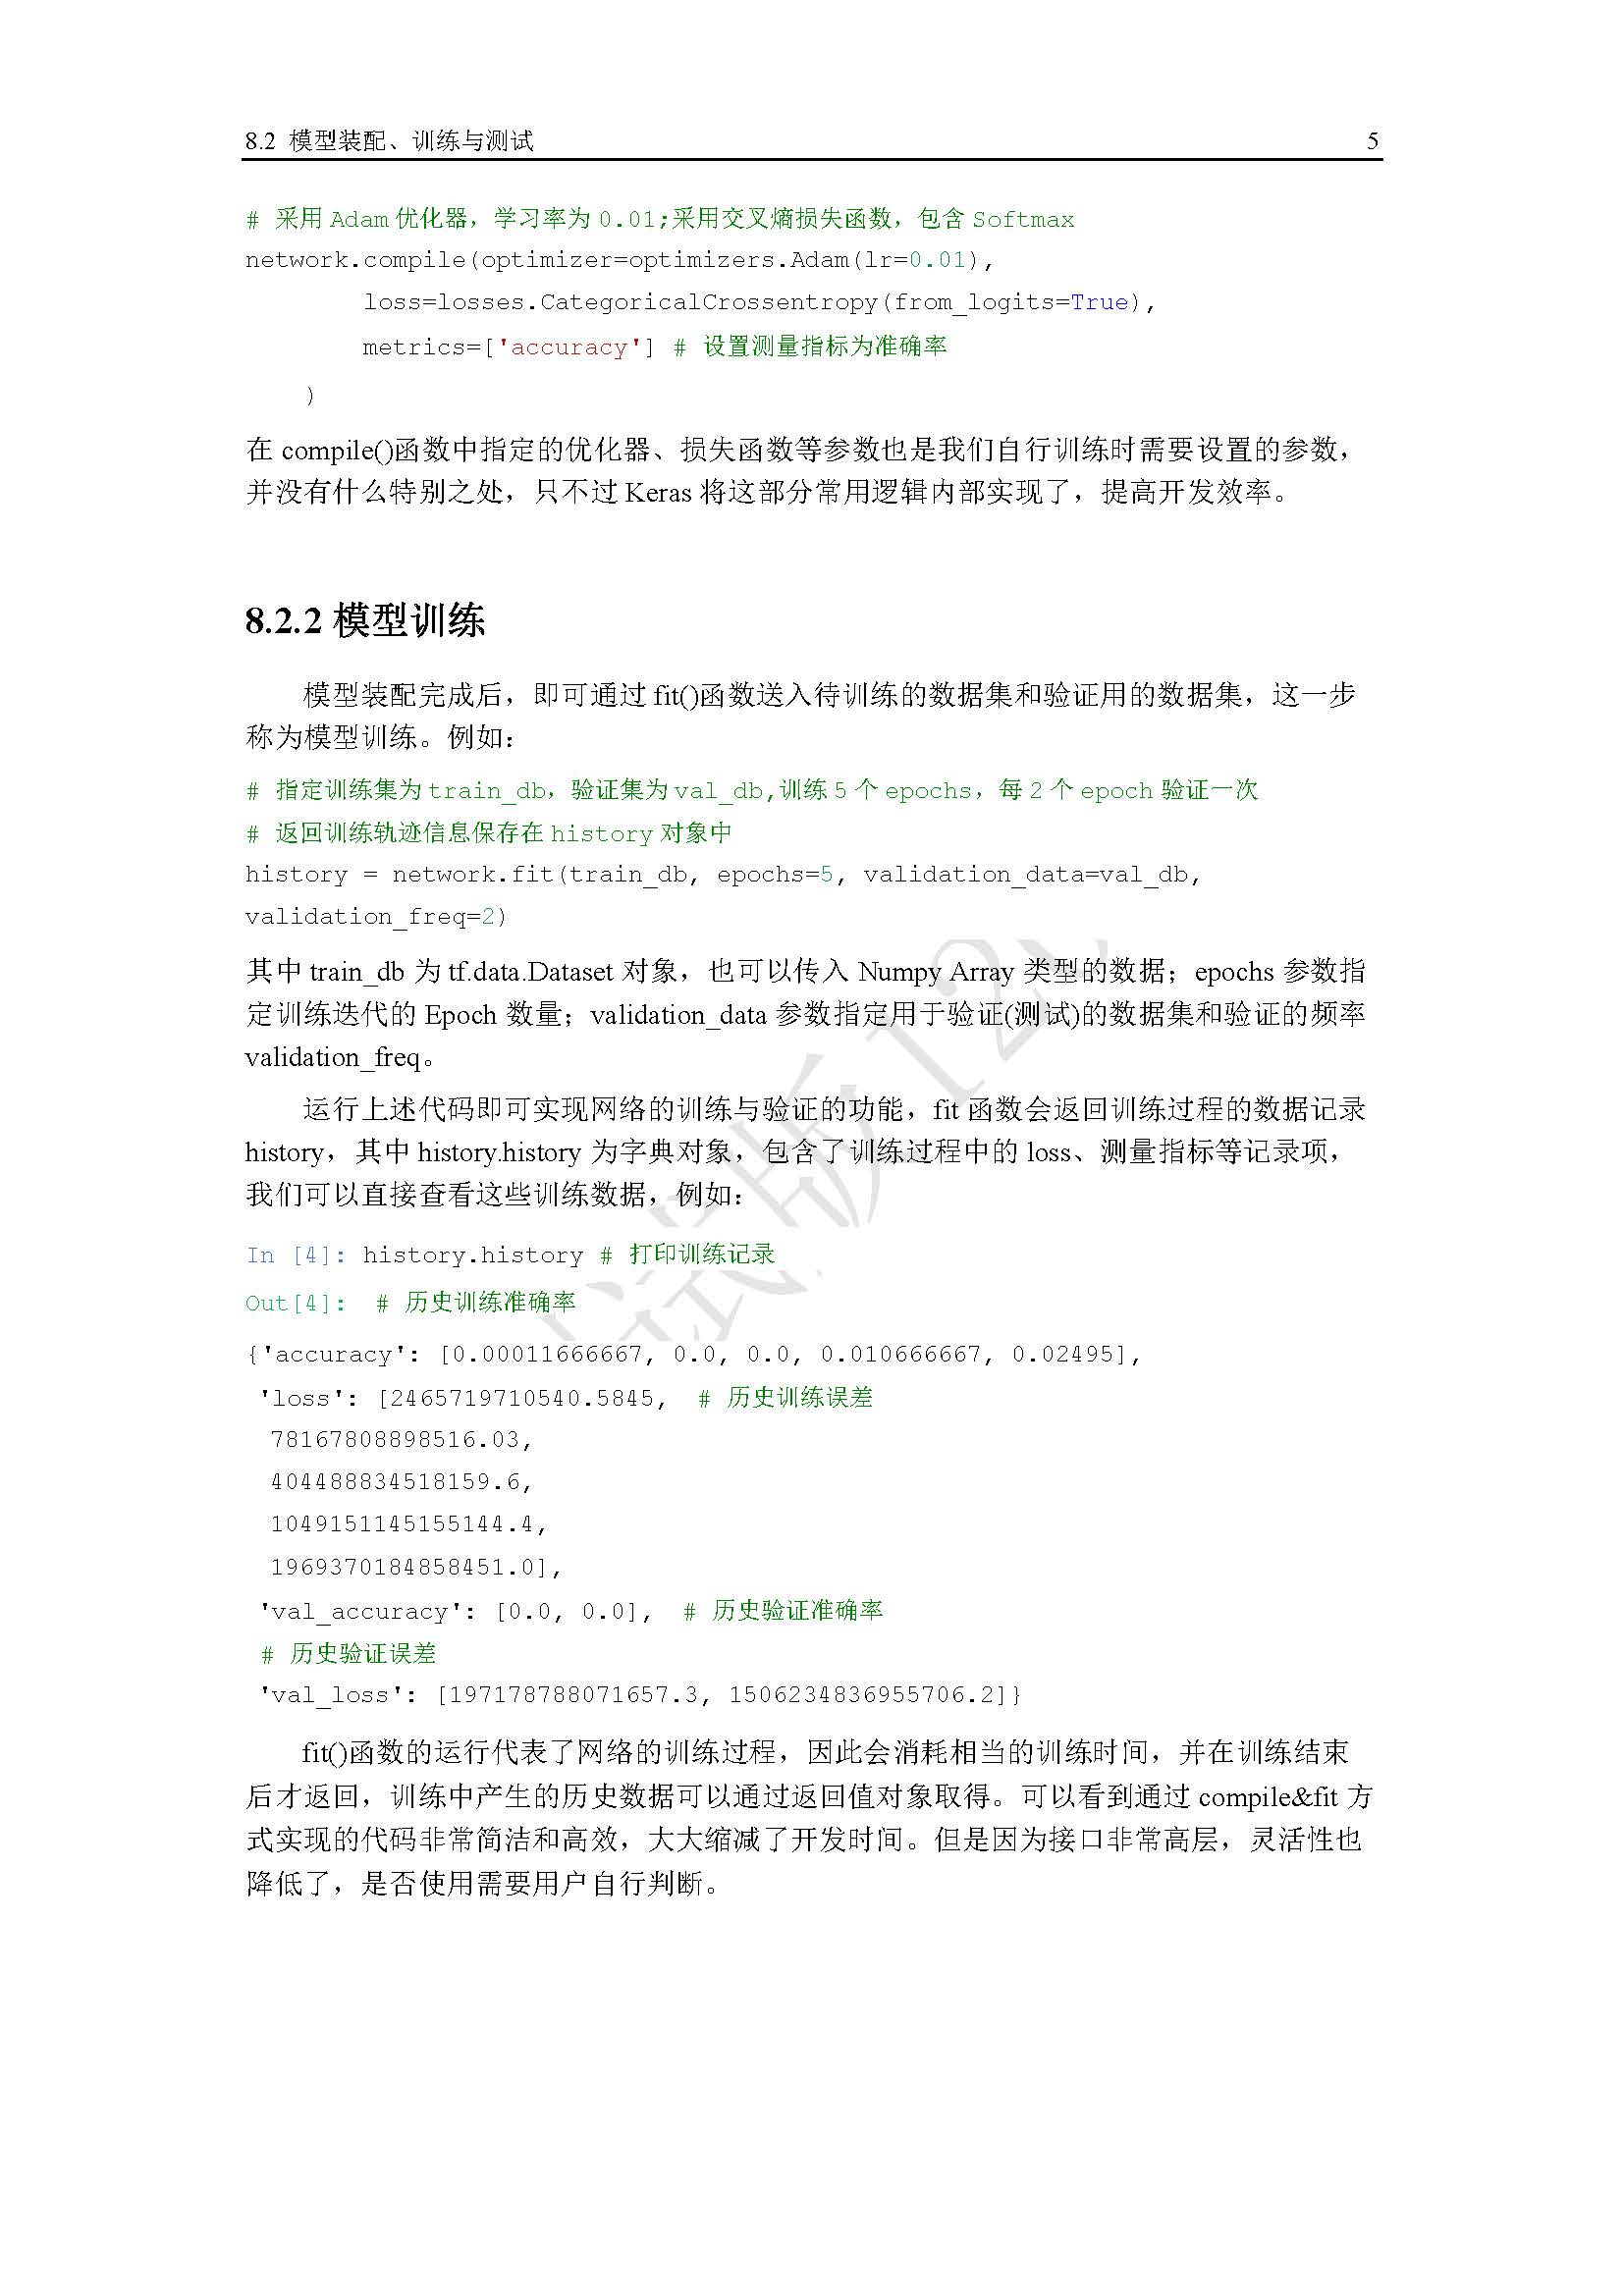 8.2 模型装配、训练与测试 5
# 采用 Adam 优化器，学习率为 0.01;采用交叉熵损失函数，包含 Softmax
network.compile(optimizer=optimizers.Adam(lr=0.01),
loss=losses.CategoricalCrossentropy(from_logits=True),
metrics=['accuracy'] # 设置测量指标为准确率
)
在 compile()函数中指定的优化器、损失函数等参数也是我们自行训练时需要设置的参数，
并没有什么特别之处，只不过 Keras 将这部分常用逻辑内部实现了，提高开发效率。
8.2.2 模型训练
模型装配完成后，即可通过 fit()函数送入待训练的数据集和验证用的数据集，这一步
称为模型训练。例如：
# 指定训练集为 train_db，验证集为 val_db,训练 5 个 epochs，每 2 个 epoch 验证一次
# 返回训练轨迹信息保存在 history 对象中
history = network.fit(train_db, epochs=5, validation_data=val_db,
validation_freq=2)
其中 train_db 为 tf.data.Dataset 对象，也可以传入 Numpy Array 类型的数据；epochs 参数指
定训练迭代的 Epoch 数量；validation_data 参数指定用于验证(测试)的数据集和验证的频率
validation_freq。
运行上述代码即可实现网络的训练与验证的功能，fit 函数会返回训练过程的数据记录
history，其中 history.history 为字典对象，包含了训练过程中的 loss、测量指标等记录项，
我们可以直接查看这些训练数据，例如：
In [4]: history.history # 打印训练记录
Out[4]: # 历史训练准确率
{'accuracy': [0.00011666667, 0.0, 0.0, 0.010666667, 0.02495],
'loss': [2465719710540.5845, # 历史训练误差
78167808898516.03,
404488834518159.6,
1049151145155144.4,
1969370184858451.0],
'val_accuracy': [0.0, 0.0], # 历史验证准确率
# 历史验证误差
'val_loss': [197178788071657.3, 1506234836955706.2]}
fit()函数的运行代表了网络的训练过程，因此会消耗相当的训练时间，并在训练结束
后才返回，训练中产生的历史数据可以通过返回值对象取得。可以看到通过 compile&fit 方
式实现的代码非常简洁和高效，大大缩减了开发时间。但是因为接口非常高层，灵活性也
降低了，是否使用需要用户自行判断。
试版12